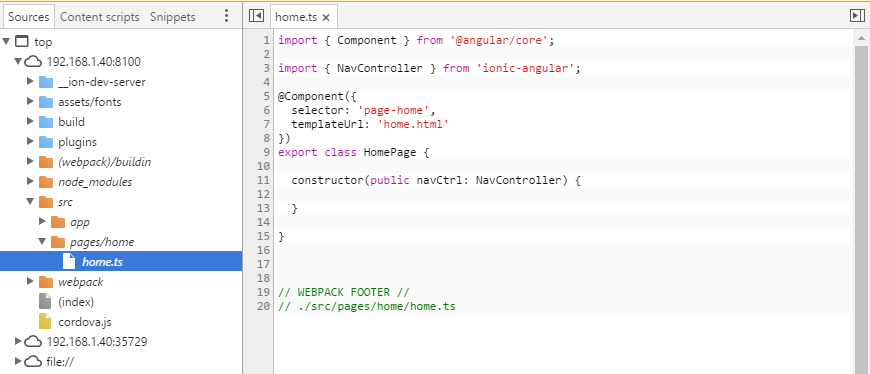 Sources Content scripts Snippets
top
192.168.1.40:8100
__ion-dev-server
assets/fonts
build
plugins
(webpack)/buildin
node_modules
src
app
pages/home
home.ts
webpack
(index)
cordova.js
192.168.1.40:35729
file://
home.ts ×
1 import { Component } from '@angular/core';
2
3 import { NavController } from 'ionic-angular';
4
5 @Component({
6   selector: 'page-home',
7   templateUrl: 'home.html'
8 })
9 export class HomePage {
10
11   constructor(public navCtrl: NavController) {
12
13   }
14
15 }
16
17
18
19 // WEBPACK FOOTER //
20 // ./src/pages/home/home.ts